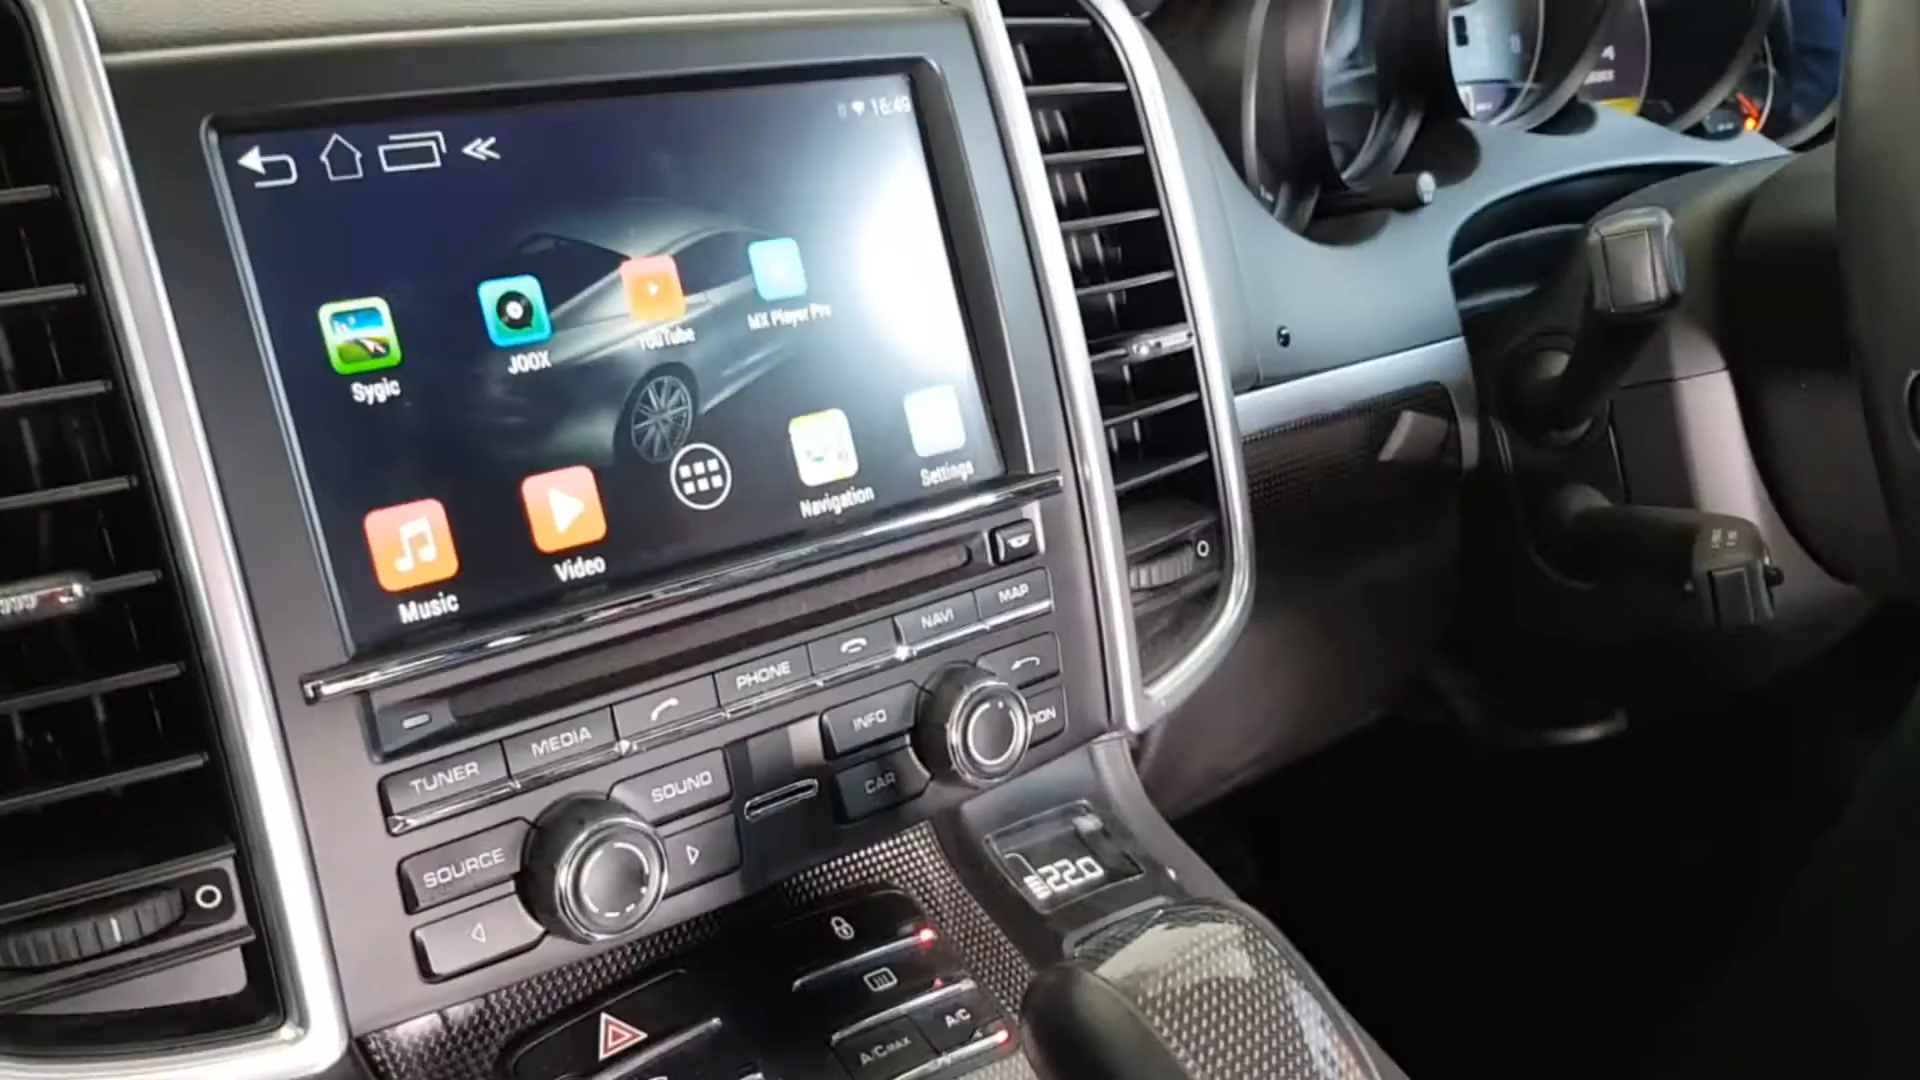 16:49
Sygic
JOOX
YouTube
MX Player Pro
Music
Video
Navigation
Settings
TUNER
MEDIA
PHONE
NAVI
MAP
SOURCE
SOUND
INFO
CAR
22.0
A/C
A/C MAX